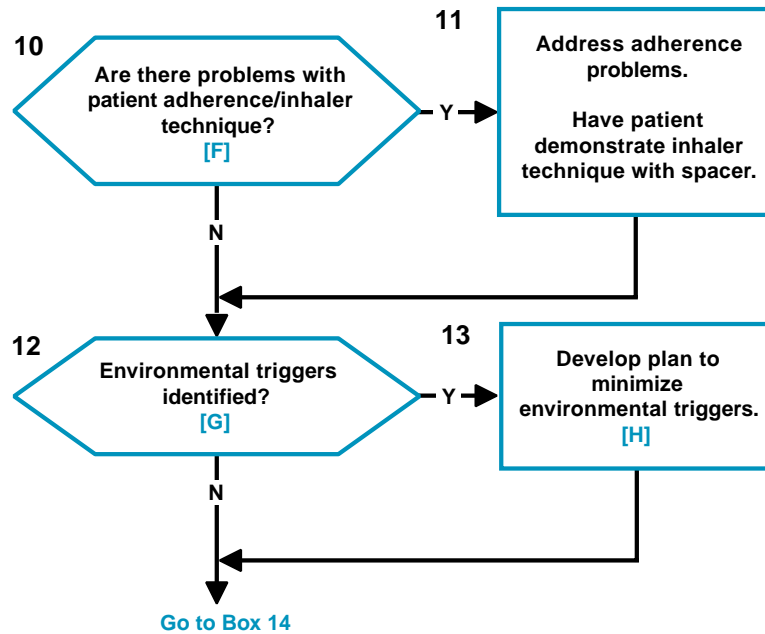 10
Are there problems with
patient adherence/inhaler
technique?
[F]
Y
11
Address adherence
problems.
Have patient
demonstrate inhaler
technique with spacer.
N
12
Environmental triggers
identified?
[G]
Y
13
Develop plan to
minimize
environmental triggers.
[H]
N
Go to Box 14